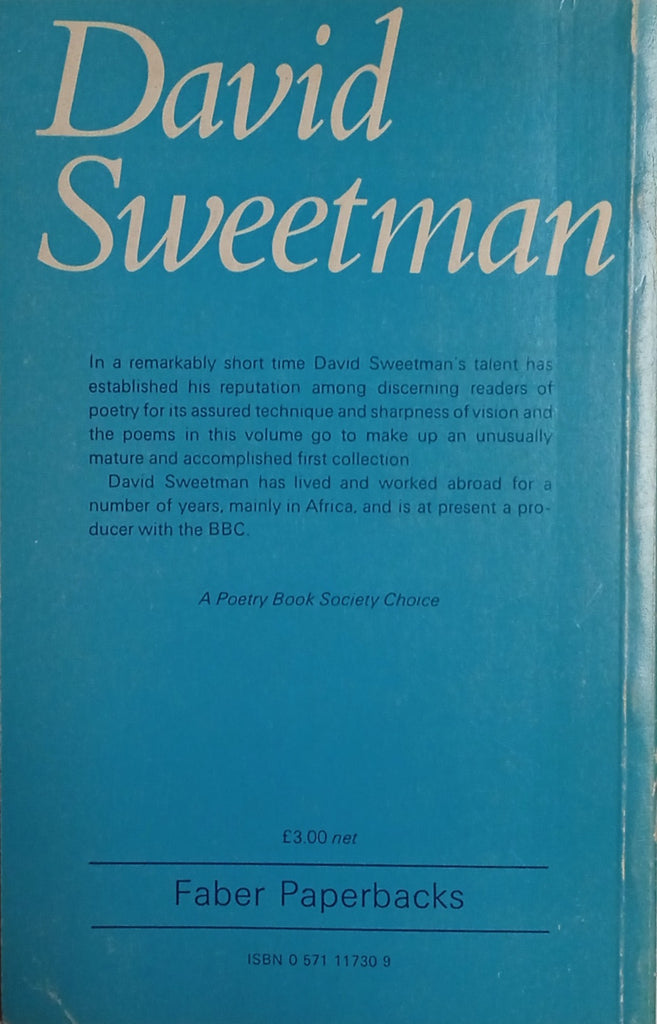 David
Sweetman
In a remarkably short time David Sweetman's talent has
established his reputation among discerning readers of
poetry for its assured technique and sharpness of vision and
the poems in this volume go to make up an unusually
mature and accomplished first collection
David Sweetman has lived and worked abroad for a
number of years, mainly in Africa, and is at present a pro-
ducer with the BBC.
A Poetry Book Society Choice
£3.00 net
Faber Paperbacks
ISBN 0 571 11730 9